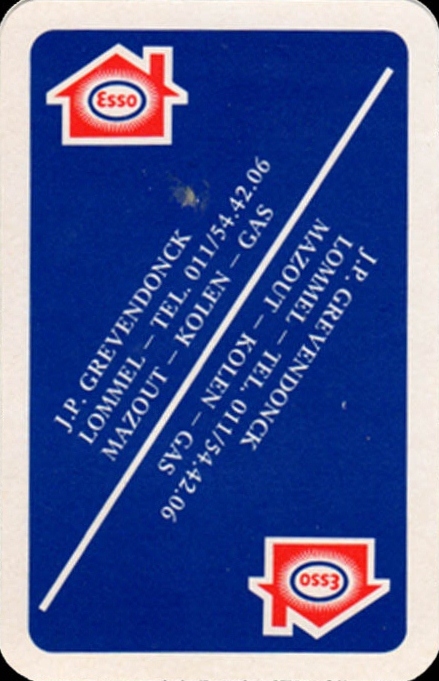 Esso
J.P. GREVENDONCK
LOMMEL – TEL. 011/54.42.06
MAZOUT – KOLEN – GAS
J.P. GREVENDONCK
LOMMEL – TEL. 011/54.42.06
MAZOUT – KOLEN – GAS
Esso